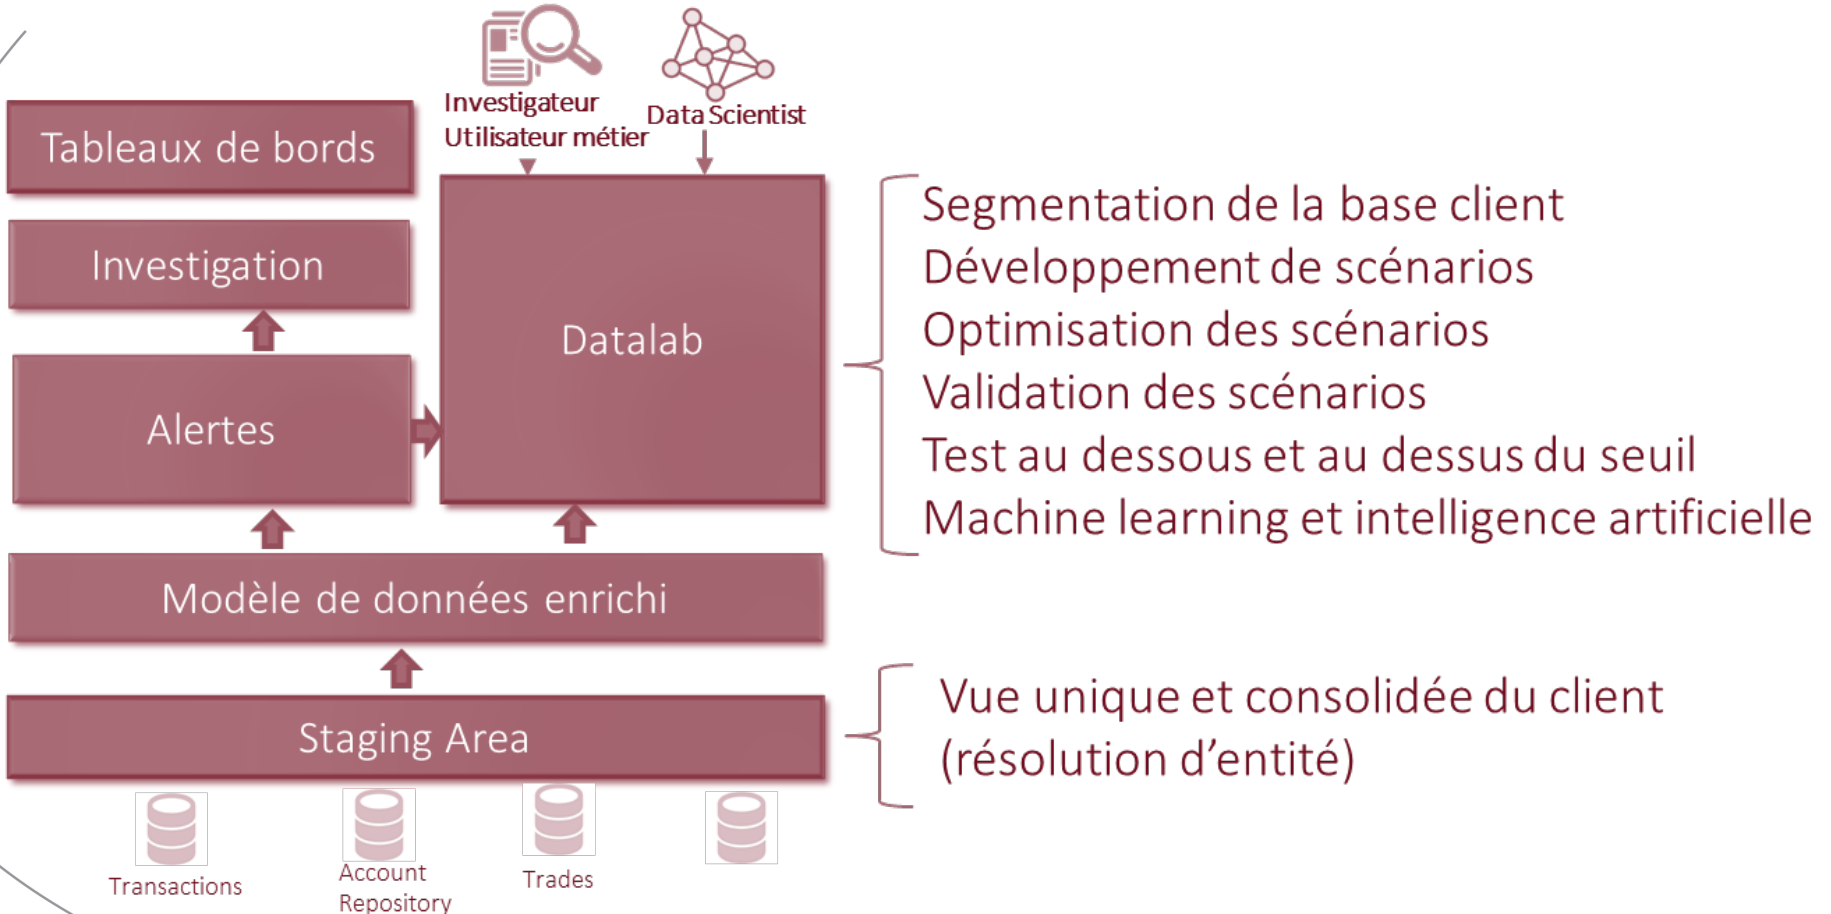 Investigateur
Utilisateur métier
Data Scientist
Tableaux de bords
Investigation
Alertes
Datalab
Segmentation de la base client
Développement de scénarios
Optimisation des scénarios
Validation des scénarios
Test au dessous et au dessus du seuil
Machine learning et intelligence artificielle
Modèle de données enrichi
Staging Area
Vue unique et consolidée du client
(résolution d’entité)
Transactions
Account
Repository
Trades